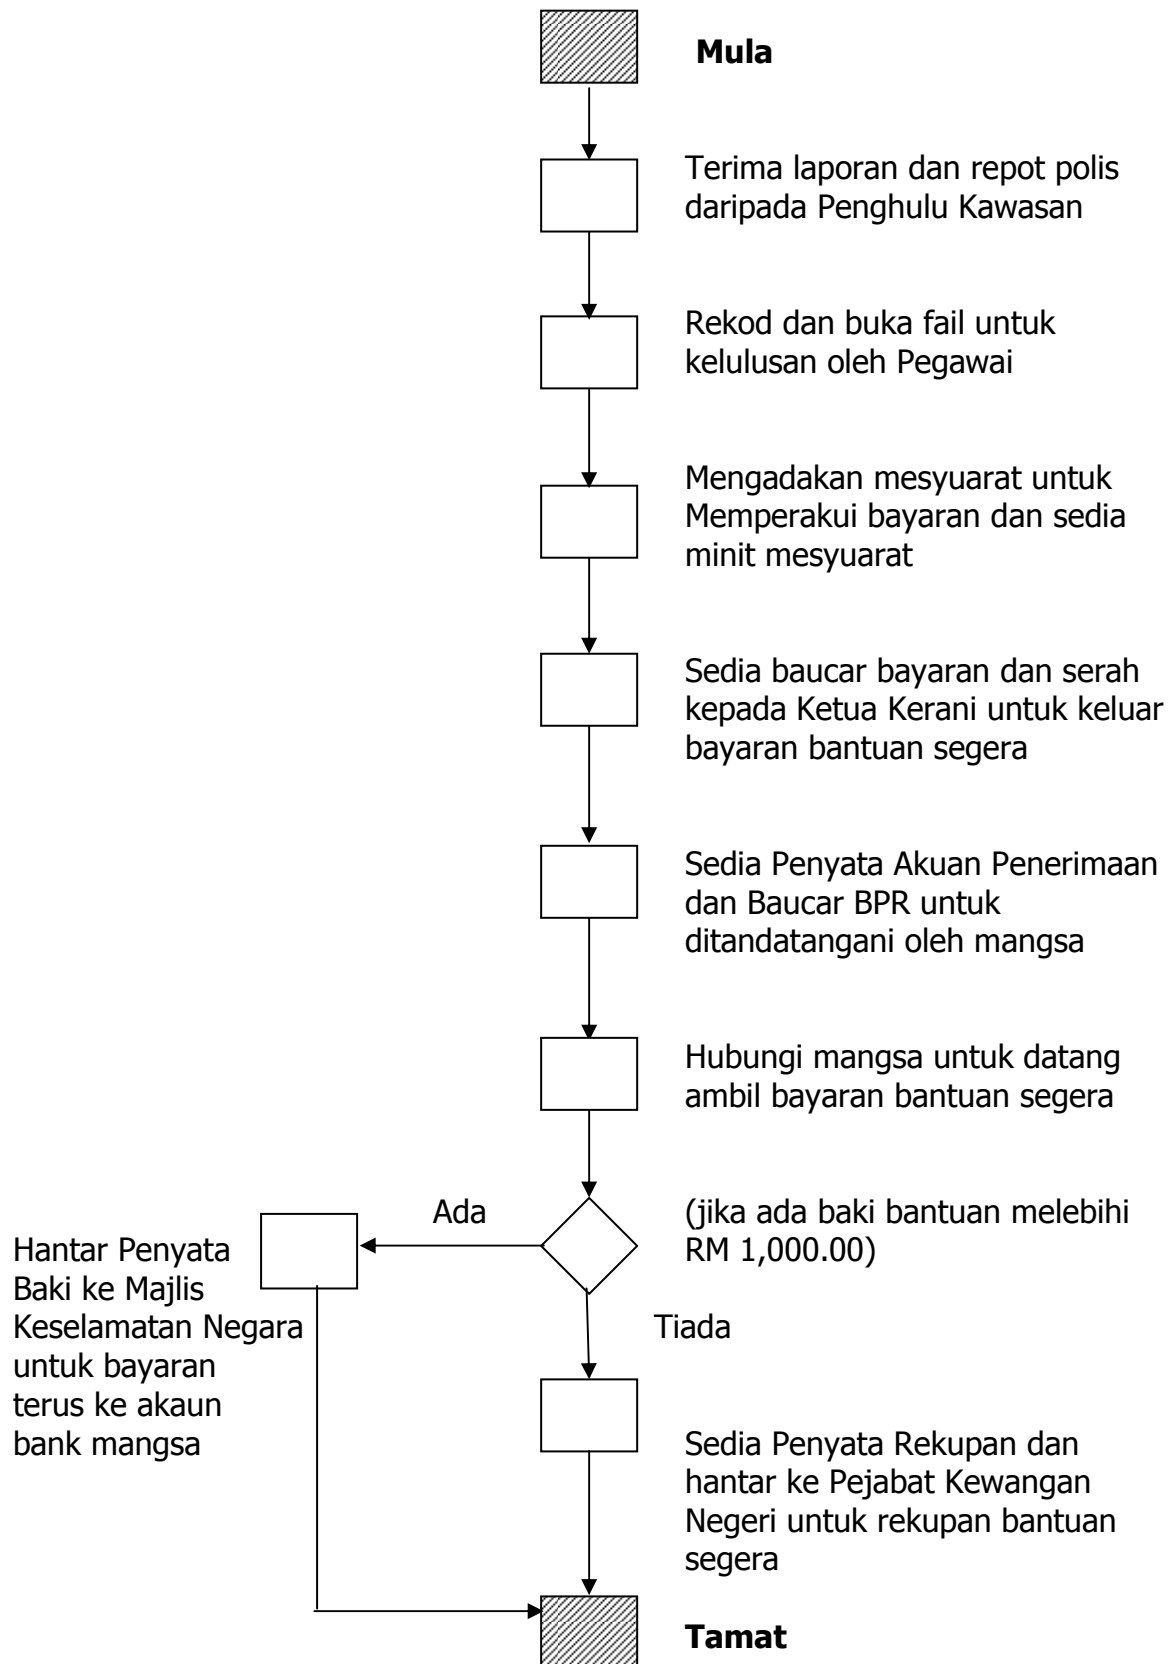 Mula
Terima laporan dan repot polis
daripada Penghulu Kawasan
Rekod dan buka fail untuk
kelulusan oleh Pegawai
Mengadakan mesyuarat untuk
Memperakui bayaran dan sedia
minit mesyuarat
Sedia baucar bayaran dan serah
kepada Ketua Kerani untuk keluar
bayaran bantuan segera
Sedia Penyata Akuan Penerimaan
dan Baucar BPR untuk
ditandatangani oleh mangsa
Hubungi mangsa untuk datang
ambil bayaran bantuan segera
Ada
(jika ada baki bantuan melebihi
RM 1,000.00)
Hantar Penyata
Baki ke Majlis
Keselamatan Negara
untuk bayaran
terus ke akaun
bank mangsa
Tiada
Sedia Penyata Rekupan dan
hantar ke Pejabat Kewangan
Negeri untuk rekupan bantuan
segera
Tamat